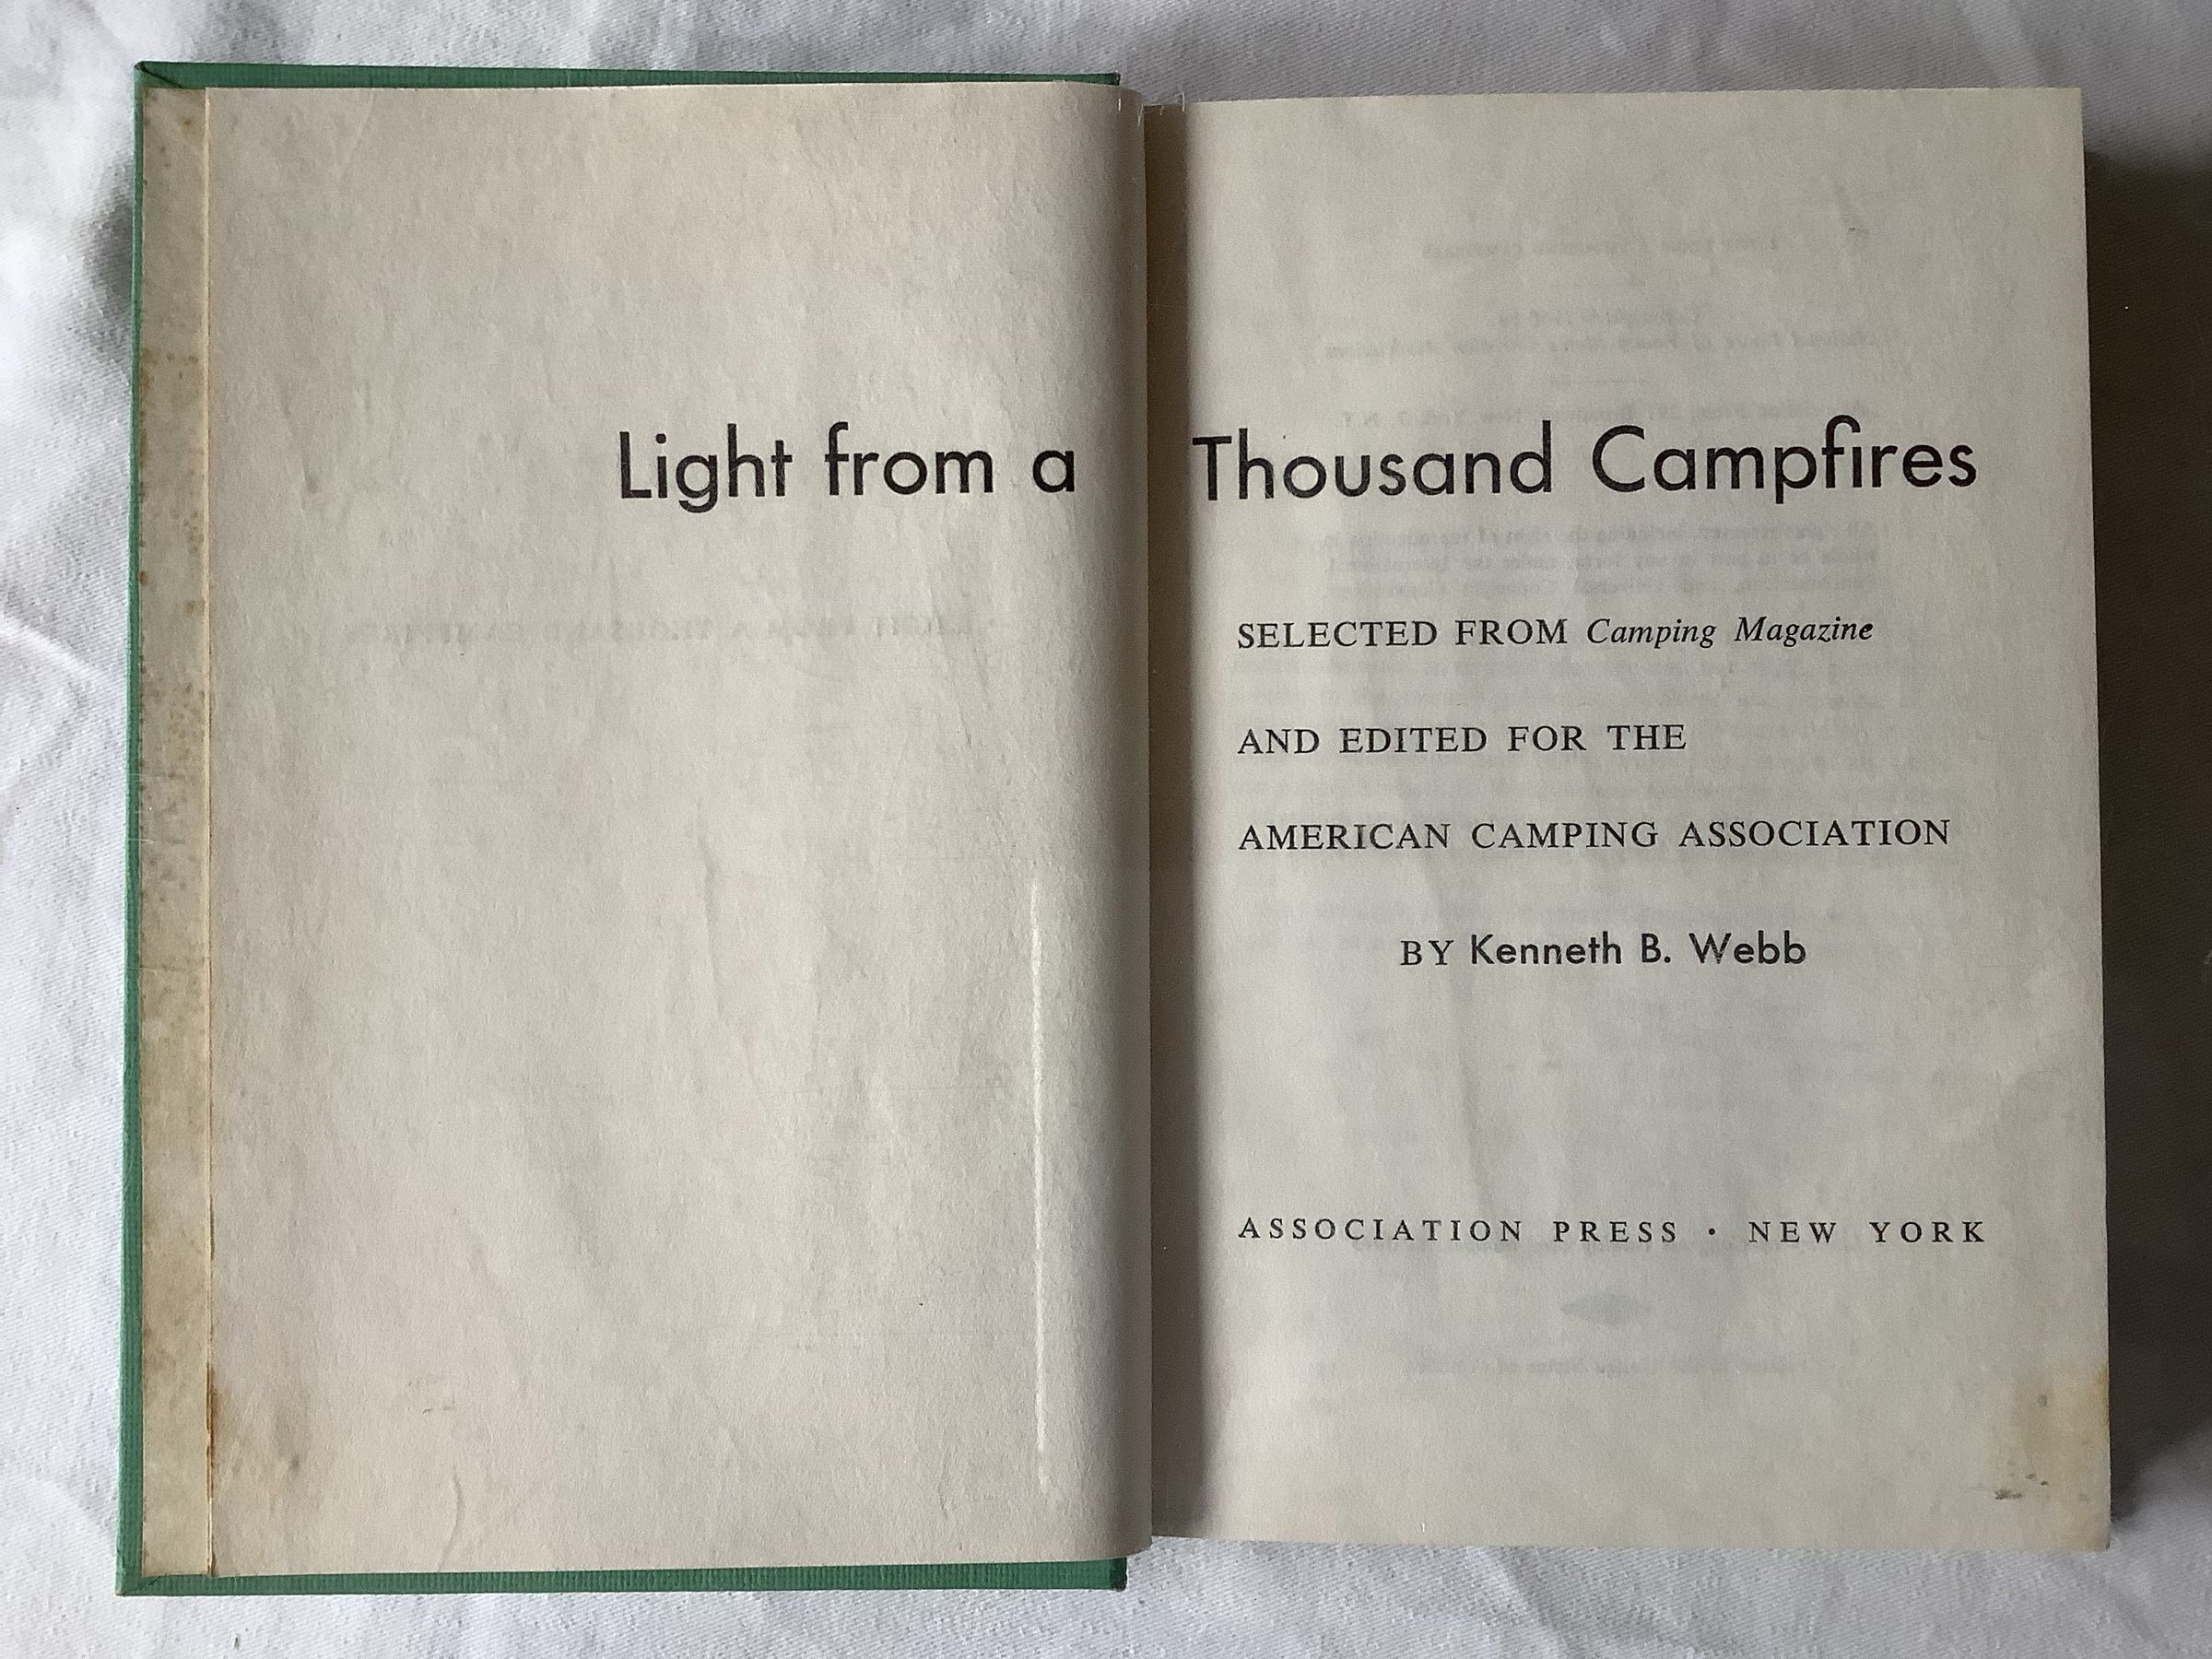 Light from a Thousand Campfires
SELECTED FROM Camping Magazine
AND EDITED FOR THE
AMERICAN CAMPING ASSOCIATION
BY Kenneth B. Webb
ASSOCIATION PRESS · NEW YORK